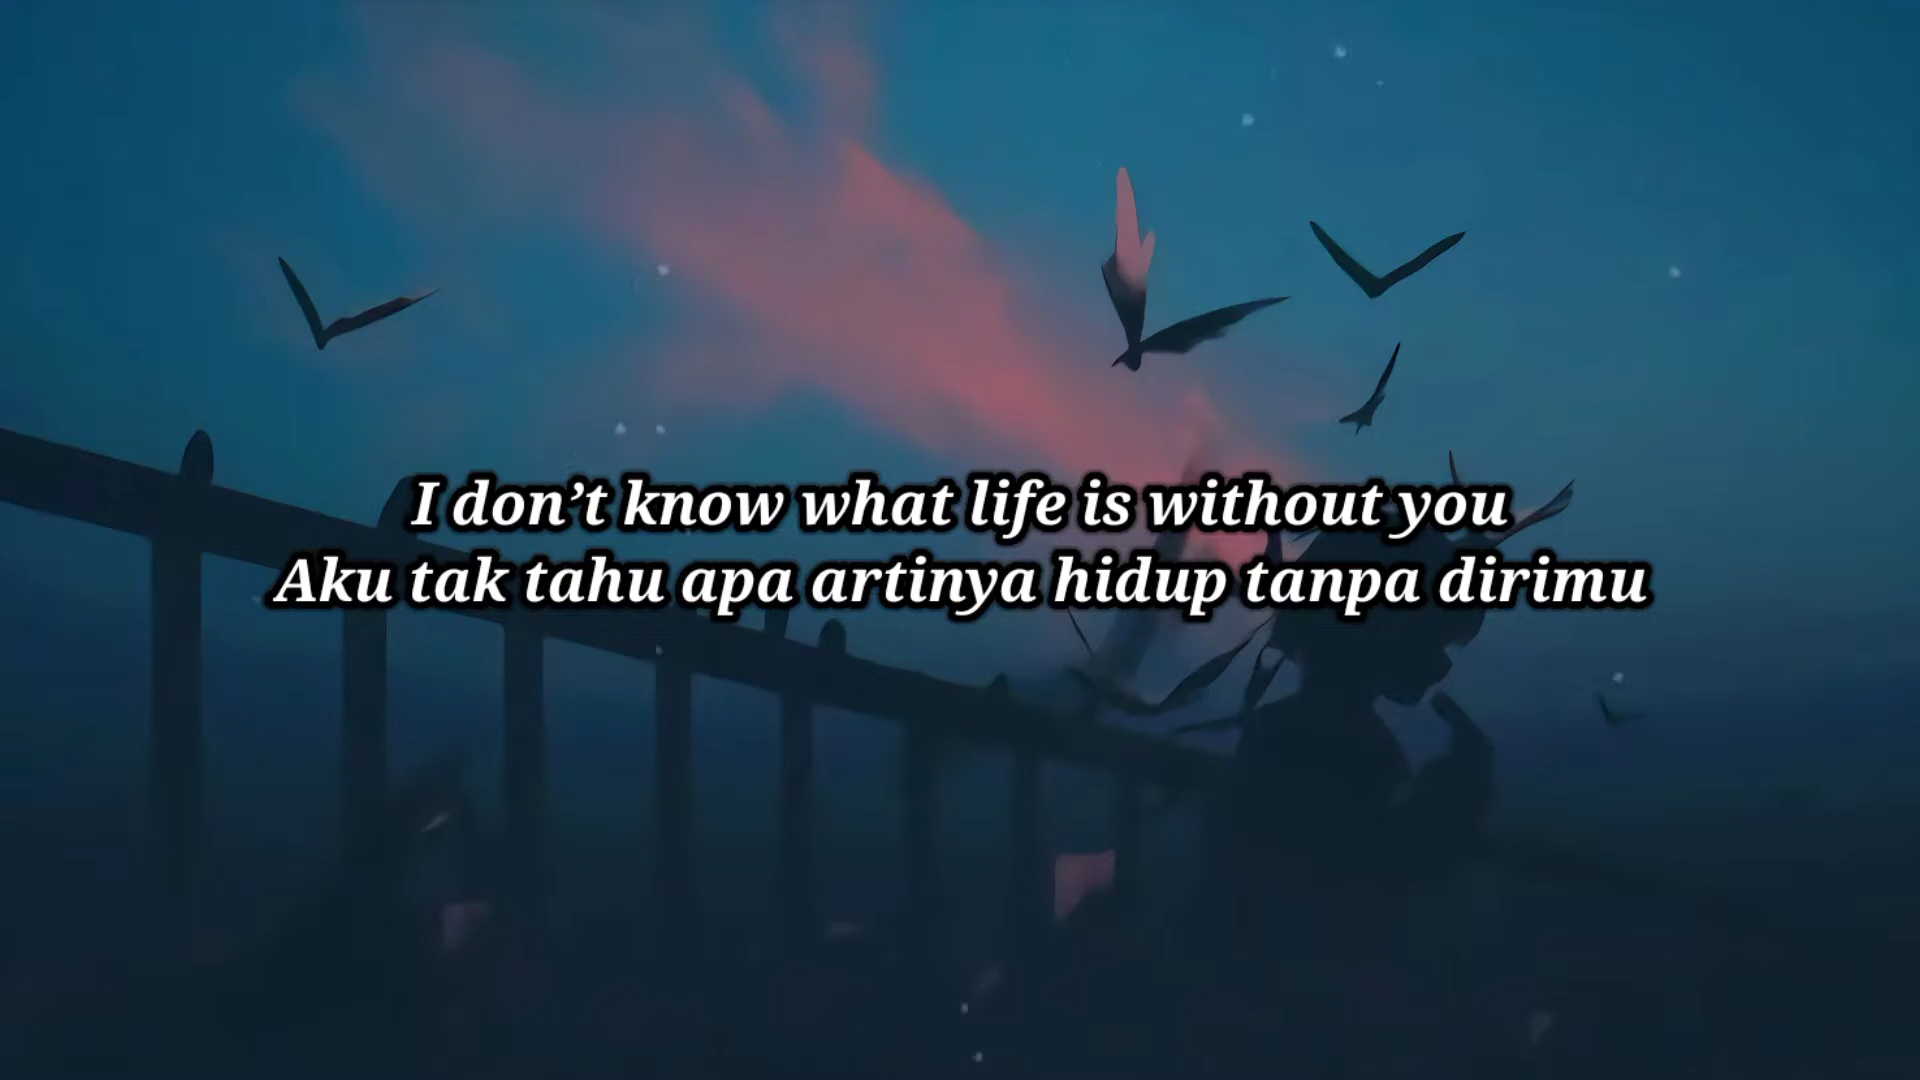 I don’t know what life is without you
Aku tak tahu apa artinya hidup tanpa dirimu